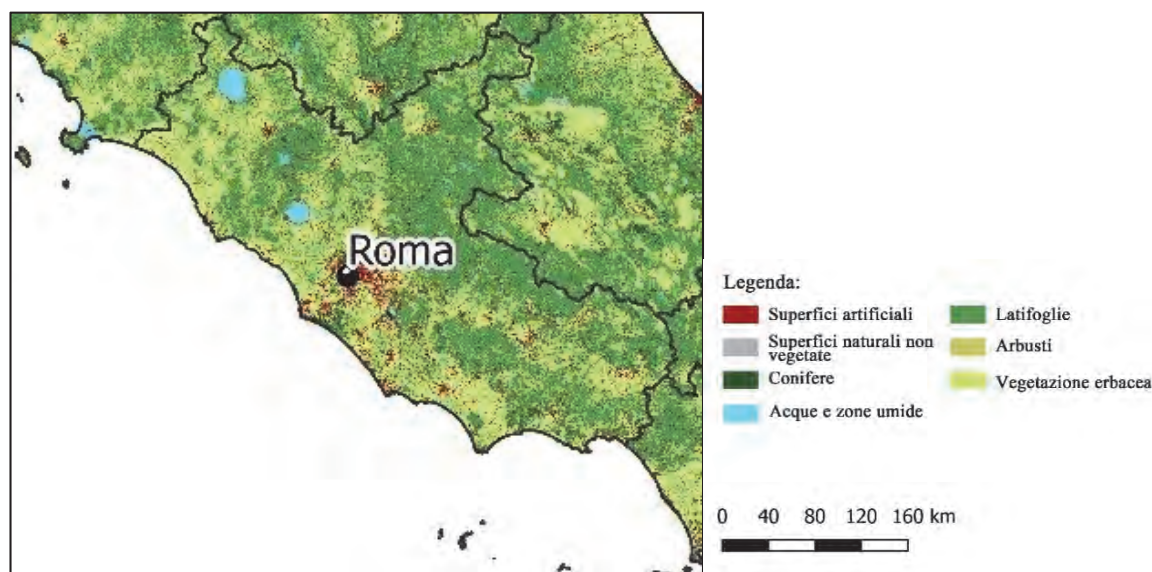 Roma
Legenda:
Superfici artificiali
Superfici naturali non
vegetate
Conifere
Acque e zone umide
Latifoglie
Arbusti
Vegetazione erbacea
0 40 80 120 160 km